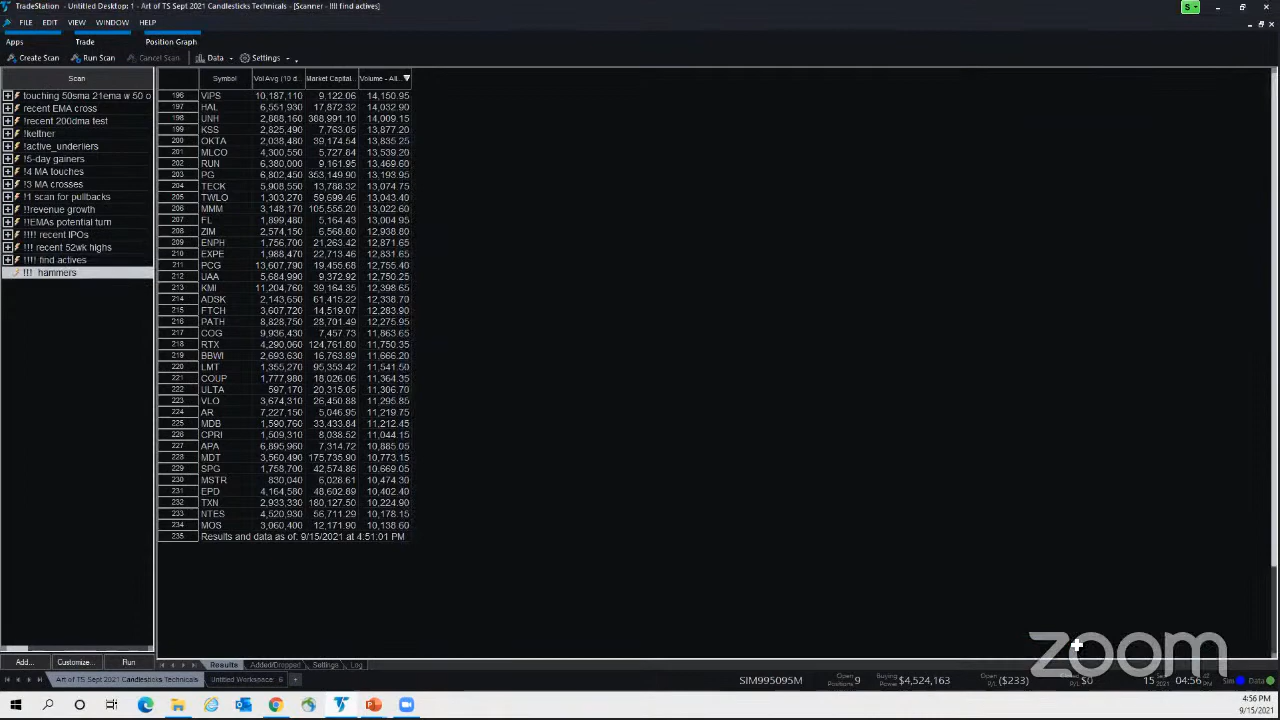 TradeStation - Untitled Desktop: 1 - Art of TS Sept 2021 Candlesticks Technicals - [Scanner - !!!! find actives]
S
FILE EDIT VIEW WINDOW HELP
Apps Trade Position Graph
Create Scan Run Scan Cancel Scan Data Settings
Scan
touching 50sma 21ema w 50 o
recent EMA cross
!recent 200dma test
!keltner
!active_underliers
!5-day gainers
!4 MA touches
!3 MA crosses
!1 scan for pullbacks
!!revenue growth
!!EMAs potential turn
!!!! recent IPOs
!!! recent 52wk highs
!!!! find actives
!!! hammers
Symbol Vol Avg (10 d... Market Capital... Volume - All...
196 VIPS 10,187,110 9,122.06 14,150.95
197 HAL 6,551,930 17,872.32 14,032.90
198 UNH 2,888,160 388,991.10 14,009.15
199 KSS 2,825,490 7,763.05 13,877.20
200 OKTA 2,038,480 39,174.54 13,835.25
201 MLCO 4,300,550 5,727.84 13,539.20
202 RUN 6,380,000 9,161.95 13,469.60
203 PG 6,802,450 353,149.90 13,193.95
204 TECK 5,908,550 13,788.32 13,074.75
205 TWLO 1,303,270 59,699.46 13,043.40
206 MMM 3,148,170 105,555.20 13,022.60
207 FL 1,899,460 5,164.43 13,004.95
208 ZIM 2,574,150 6,568.80 12,938.80
209 ENPH 1,756,700 21,263.42 12,871.65
210 EXPE 1,988,470 22,713.46 12,831.65
211 PCG 13,607,790 19,455.68 12,755.40
212 UAA 5,684,990 9,372.92 12,750.25
213 KMI 11,204,760 39,164.35 12,398.65
214 ADSK 2,143,650 61,415.22 12,338.70
215 FTCH 3,607,720 14,519.07 12,283.90
216 PATH 8,828,750 28,701.49 12,275.95
217 COG 9,936,430 7,457.73 11,863.65
218 RTX 4,290,060 124,761.80 11,750.35
219 BBWI 2,693,630 16,763.89 11,666.20
220 LMT 1,355,270 95,353.42 11,541.50
221 COUP 1,777,980 18,026.06 11,364.35
222 ULTA 597,170 20,315.05 11,306.70
223 VLO 3,674,310 26,450.88 11,295.85
224 AR 7,227,150 5,046.95 11,219.75
225 MDB 1,590,760 33,433.84 11,212.45
226 CPRI 1,509,310 8,038.52 11,044.15
227 APA 6,895,960 7,314.72 10,885.05
228 MDT 3,560,490 175,735.90 10,773.15
229 SPG 1,758,700 42,574.86 10,669.05
230 MSTR 830,040 6,028.61 10,474.30
231 EPD 4,164,580 48,602.89 10,402.40
232 TXN 2,933,330 180,127.50 10,224.90
233 NTES 4,520,930 56,711.29 10,178.15
234 MOS 3,060,400 12,171.90 10,138.60
235 Results and data as of: 9/15/2021 at 4:51:01 PM
zoom
Add... Customize... Run
Results Added/Dropped Settings Log
Art of TS Sept 2021 Candlesticks Technicals Untitled Workspace: 6 +
SIM995095M Open Positions 9 Buying Power $4,524,163 Open P/L ($233) Closed P/L $0 15 Sep 2021 04:56 PM Sim Data
4:56 PM
9/15/2021